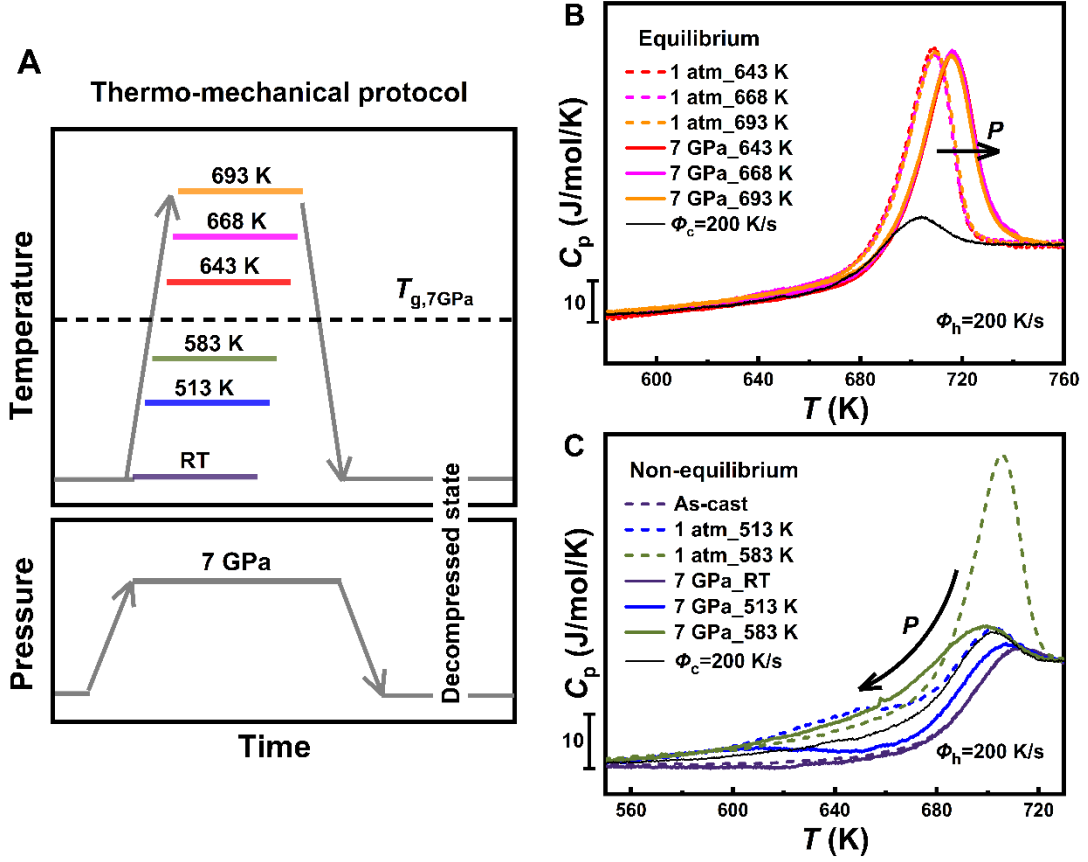 A
Thermo-mechanical protocol
Temperature
693 K
668 K
643 K
Tg,7GPa
583 K
513 K
RT
Pressure
7 GPa
Decompressed state
Time
B
Equilibrium
1 atm_643 K
1 atm_668 K
1 atm_693 K
7 GPa_643 K
7 GPa_668 K
7 GPa_693 K
Φc=200 K/s
P
Cp (J/mol/K)
10
Φh=200 K/s
600 640 680 720 760
T (K)
C
Non-equilibrium
As-cast
1 atm_513 K
1 atm_583 K
7 GPa_RT
7 GPa_513 K
7 GPa_583 K
Φc=200 K/s
P
Cp (J/mol/K)
10
Φh=200 K/s
560 600 640 680 720
T (K)